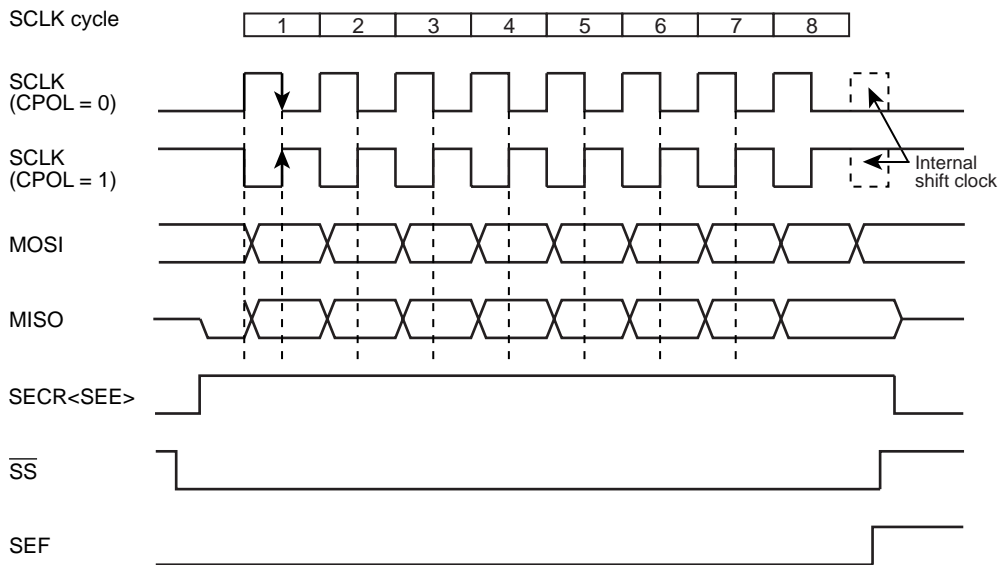 SCLK cycle
1 2 3 4 5 6 7 8
SCLK
(CPOL = 0)
SCLK
(CPOL = 1)
Internal
shift clock
MOSI
MISO
SECR<SEE>
SS
SEF